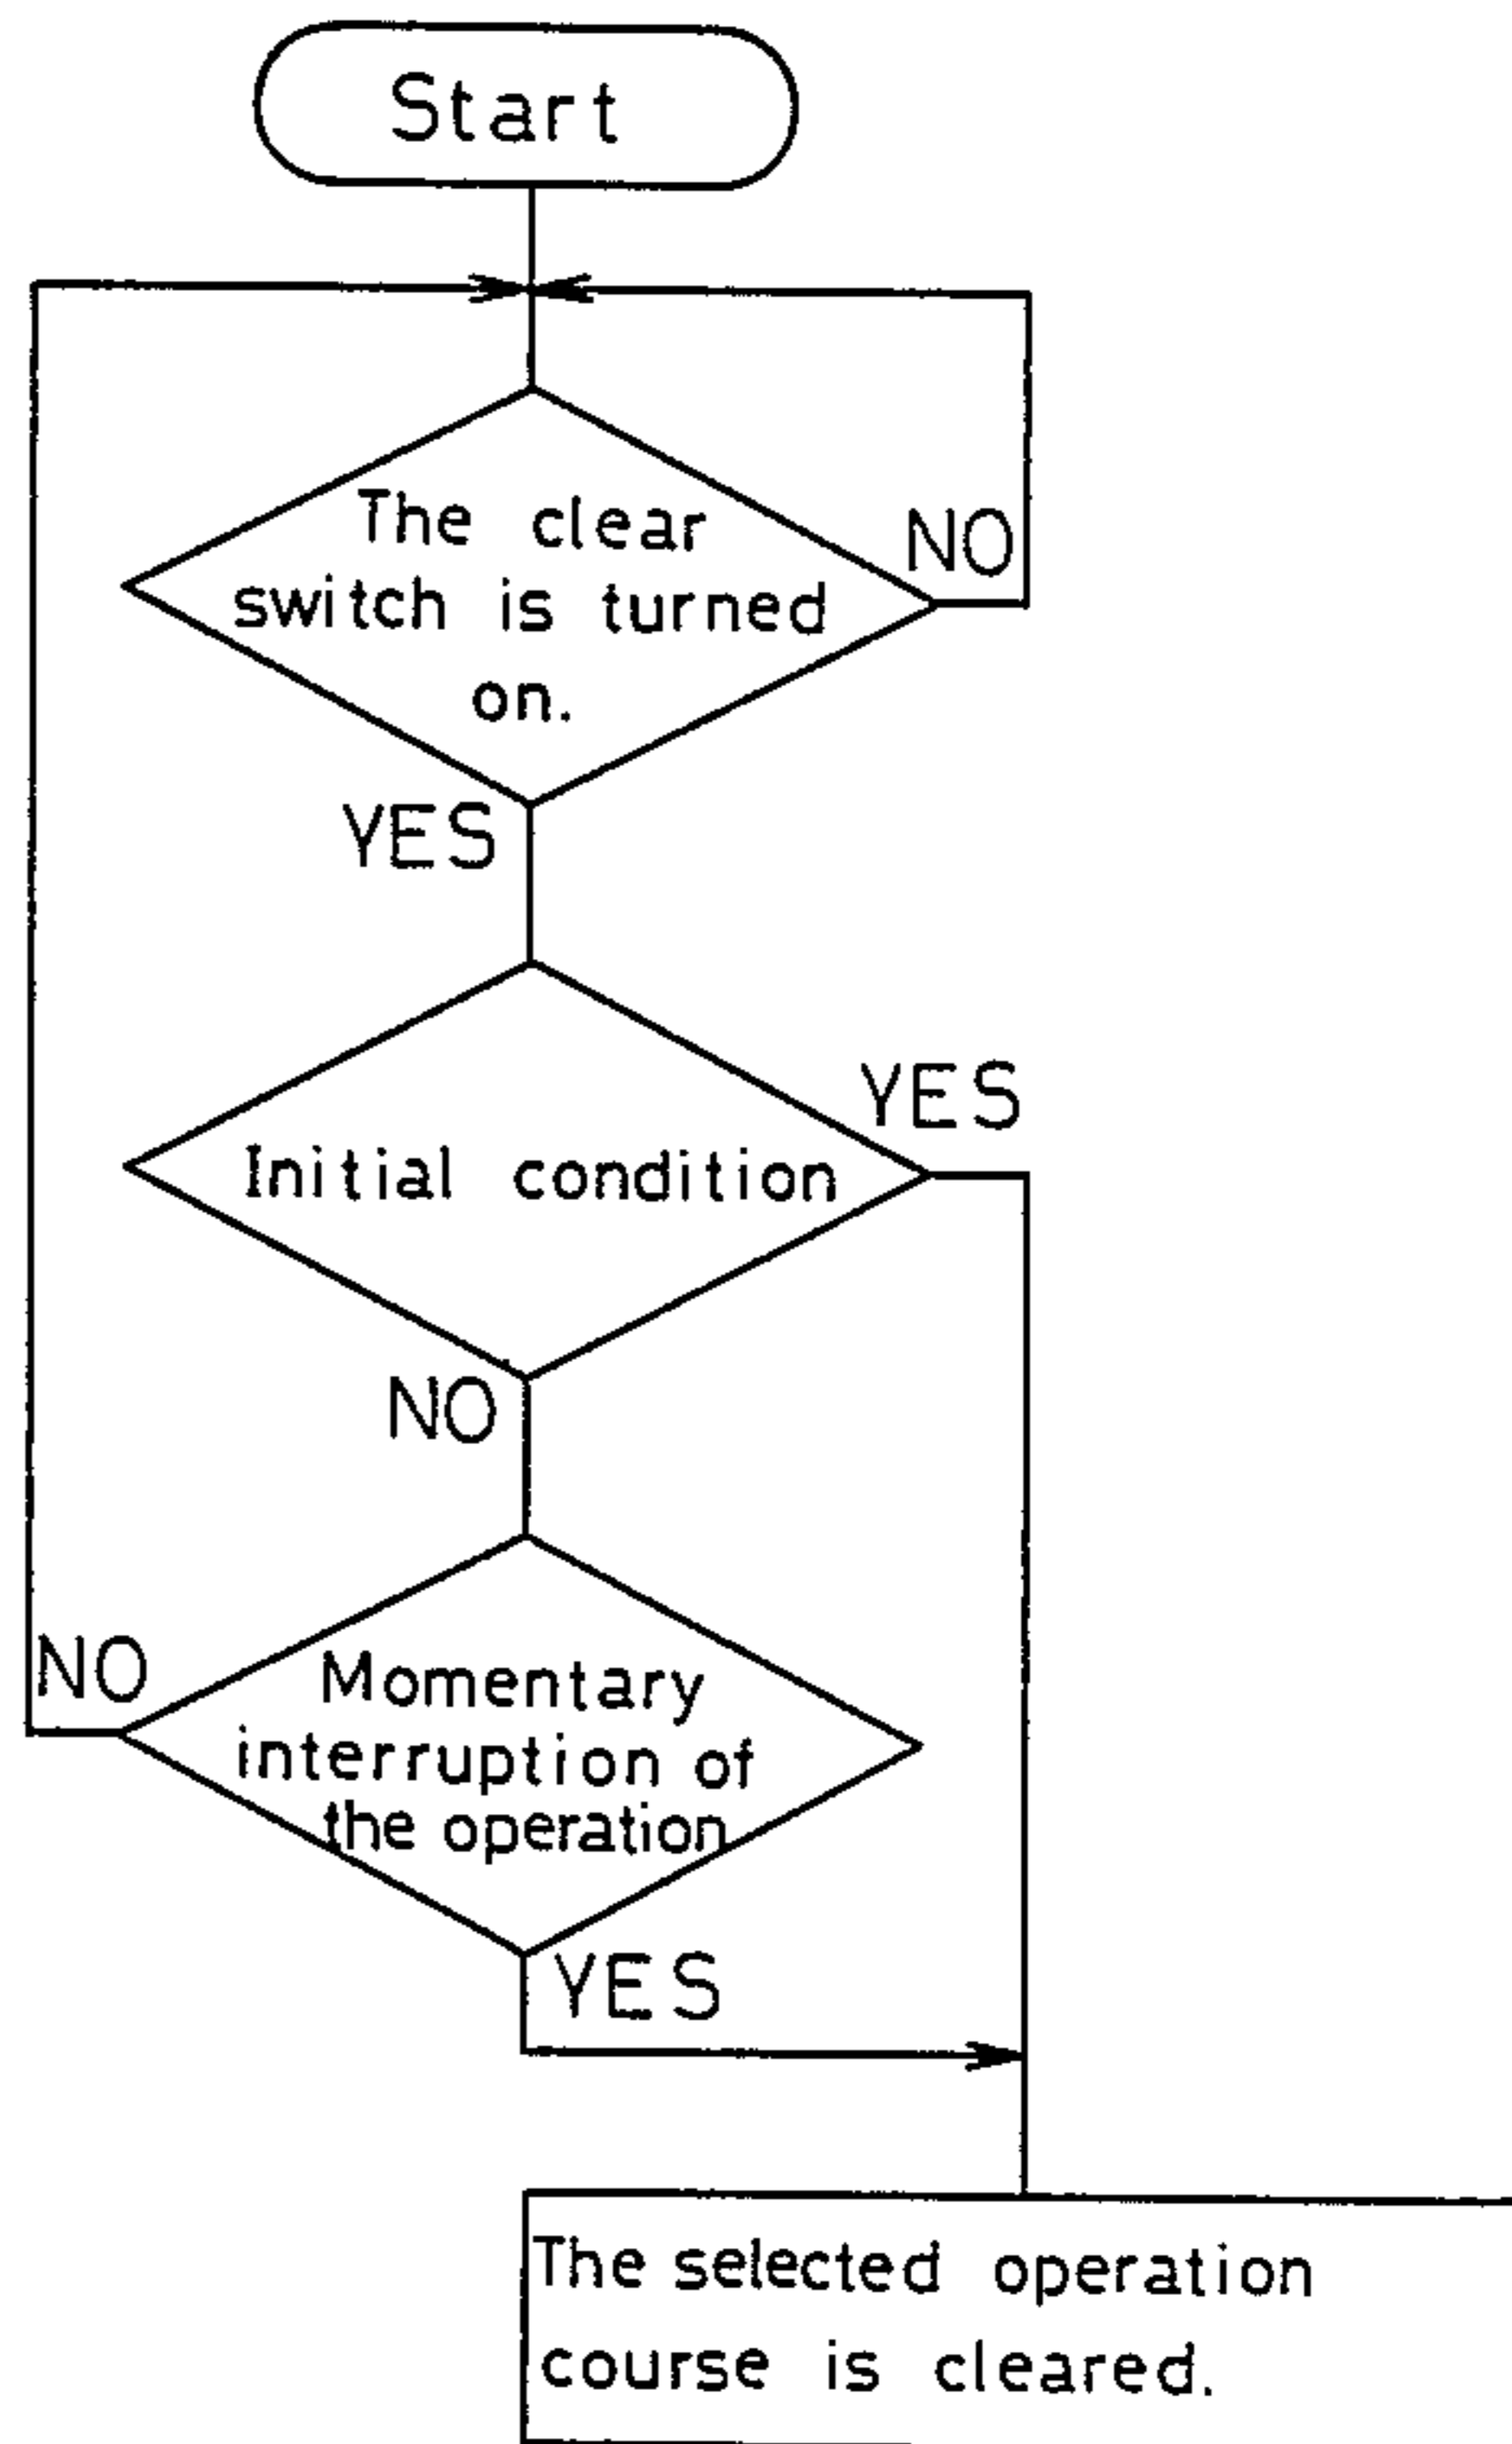 Start
The clear
switch is turned
on.
NO
YES
Initial condition
YES
NO
Momentary
interruption of
the operation
NO
YES
The selected operation
course is cleared.